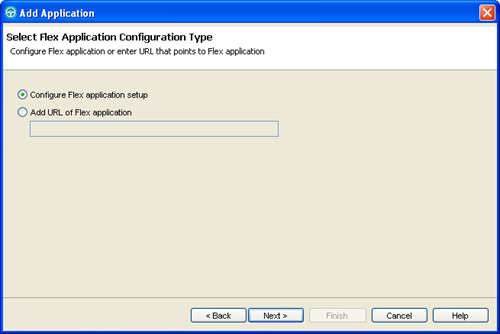 Add Application
Select Flex Application Configuration Type
Configure Flex application or enter URL that points to Flex application
Configure Flex application setup
Add URL of Flex application
< Back Next > Finish Cancel Help